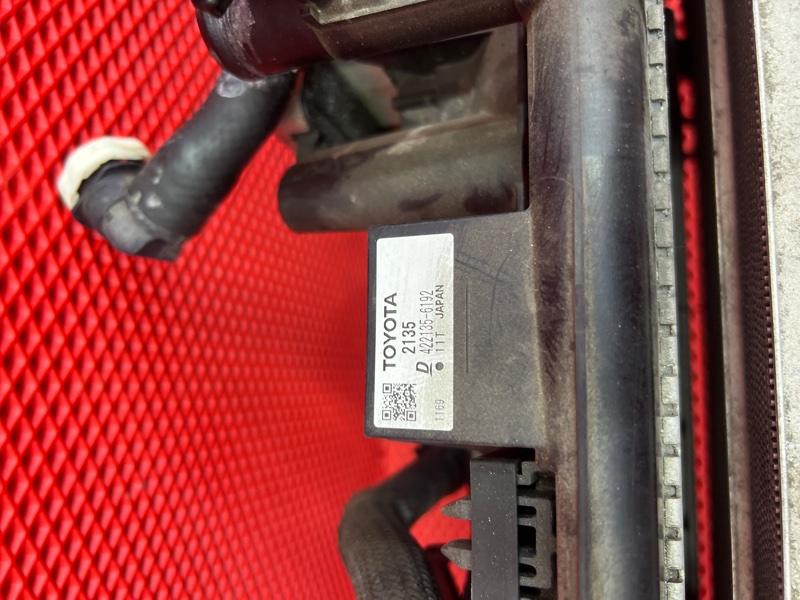 TOYOTA
2135
D 422135-6192
● 11T JAPAN
1169